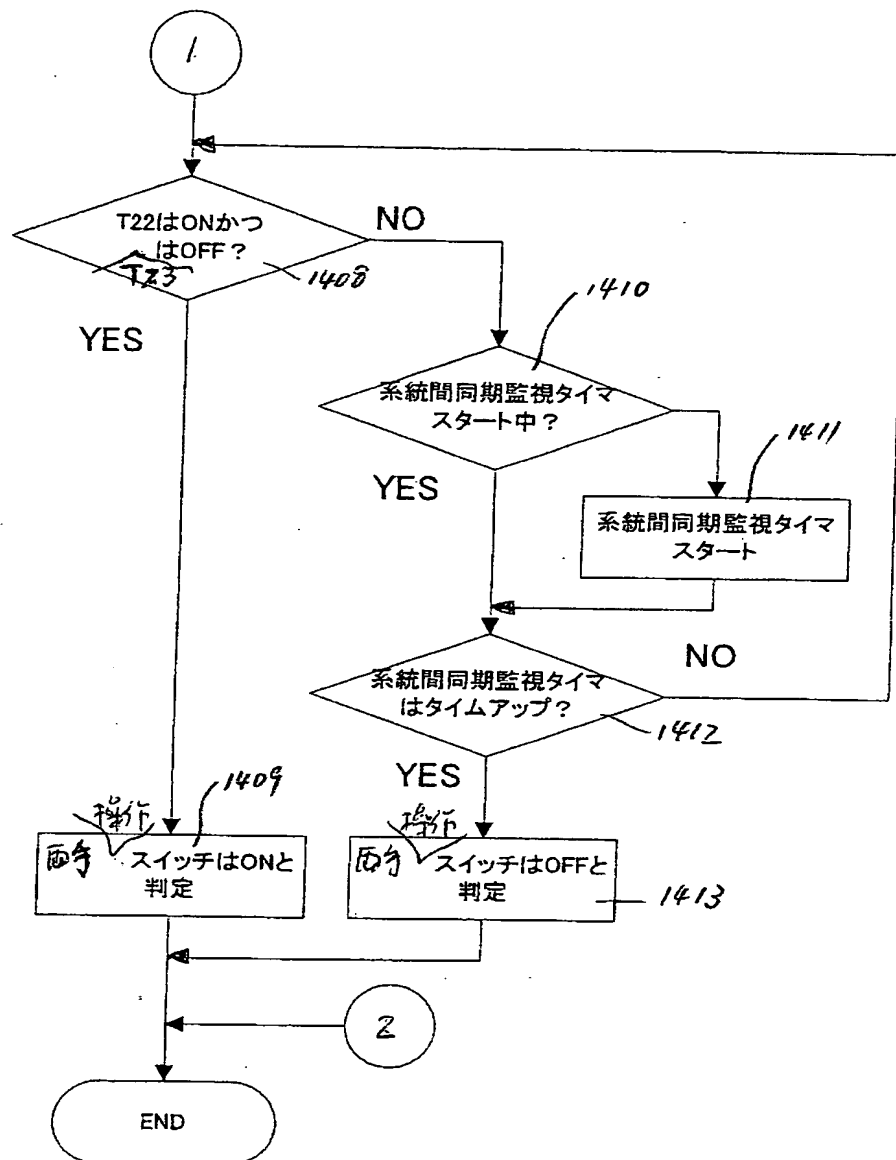 1
T22はONかつ
はOFF？
T23
1408
NO
YES
1410
系統間同期監視タイマ
スタート中？
1411
YES
系統間同期監視タイマ
スタート
NO
系統間同期監視タイマ
はタイムアップ？
1412
YES
操作
1409
両手 スイッチはONと
判定
操作
両手 スイッチはOFFと
判定
1413
2
END